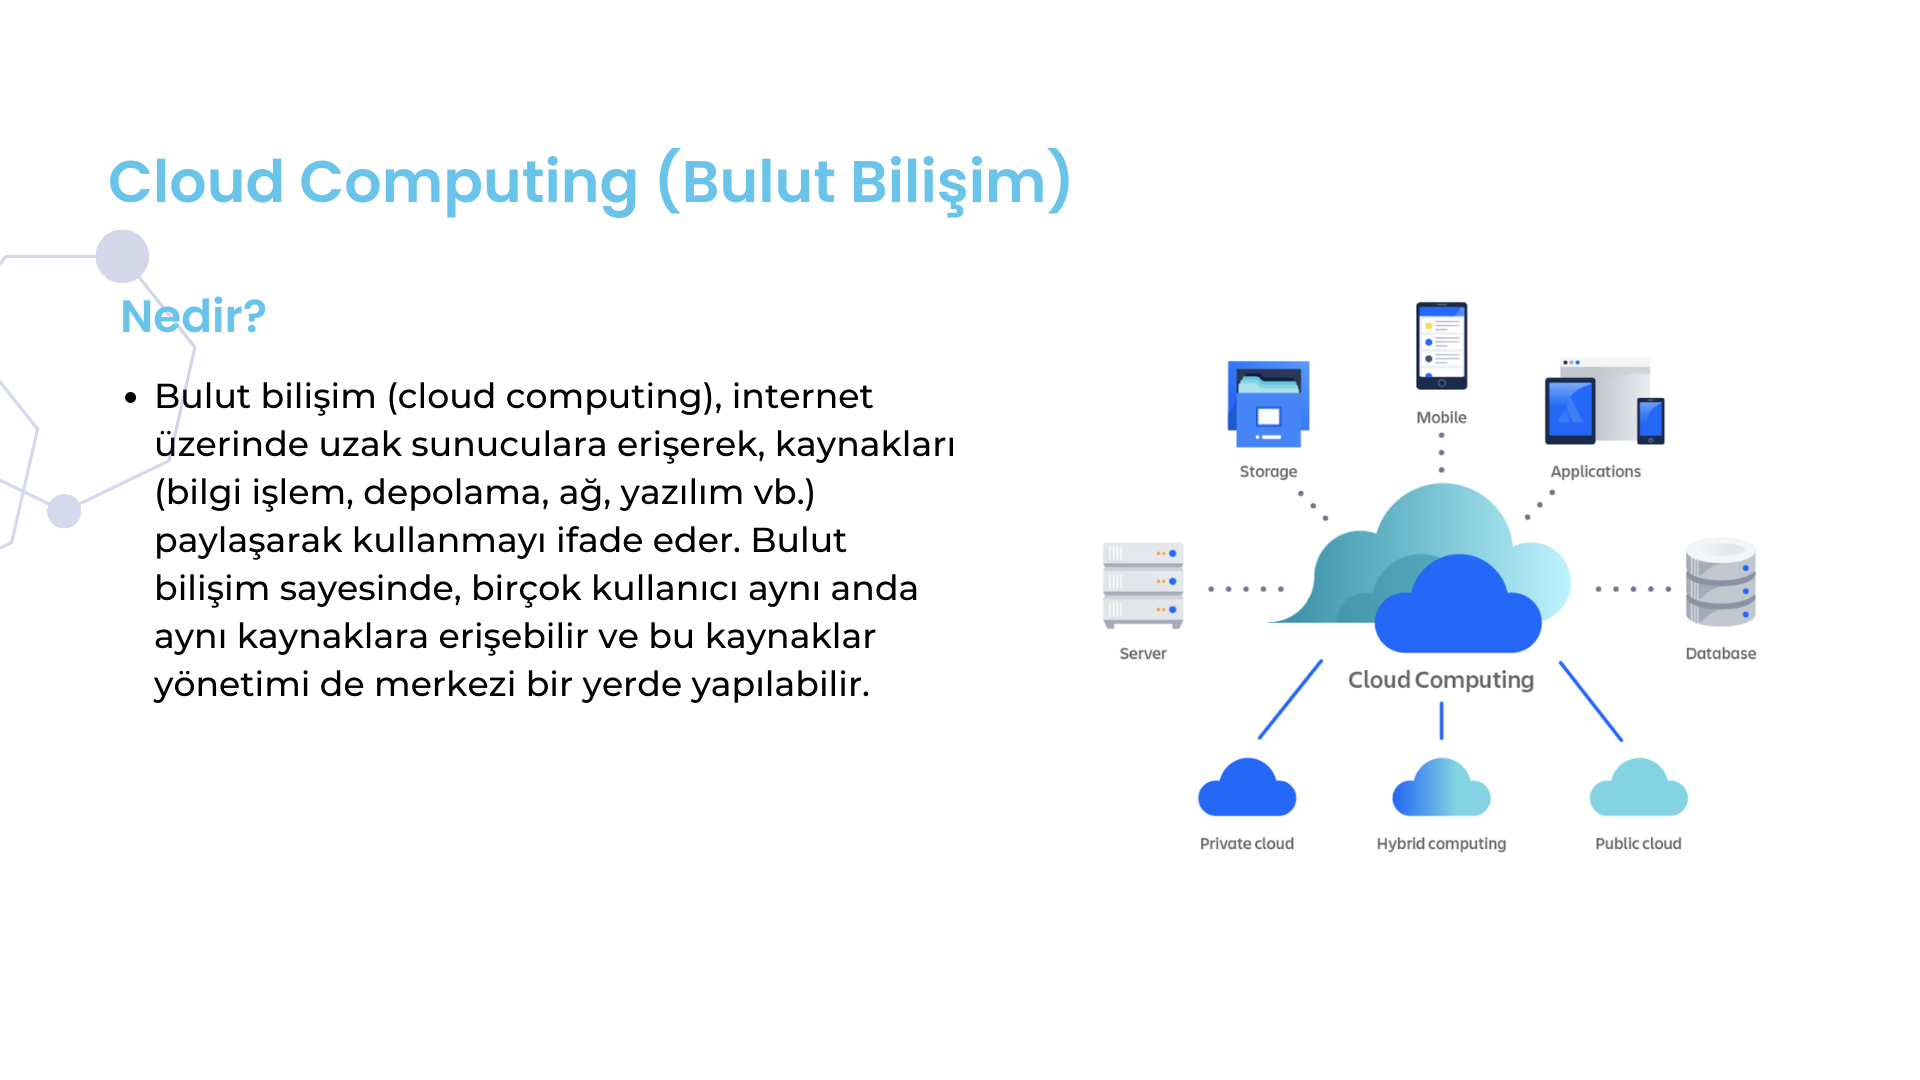 Cloud Computing (Bulut Bilişim)
Nedir?
• Bulut bilişim (cloud computing), internet
üzerinde uzak sunuculara erişerek, kaynakları
(bilgi işlem, depolama, ağ, yazılım vb.)
paylaşarak kullanmayı ifade eder. Bulut
bilişim sayesinde, birçok kullanıcı aynı anda
aynı kaynaklara erişebilir ve bu kaynaklar
yönetimi de merkezi bir yerde yapılabilir.
Mobile
Storage
Applications
Server
Database
Cloud Computing
Private cloud
Hybrid computing
Public cloud